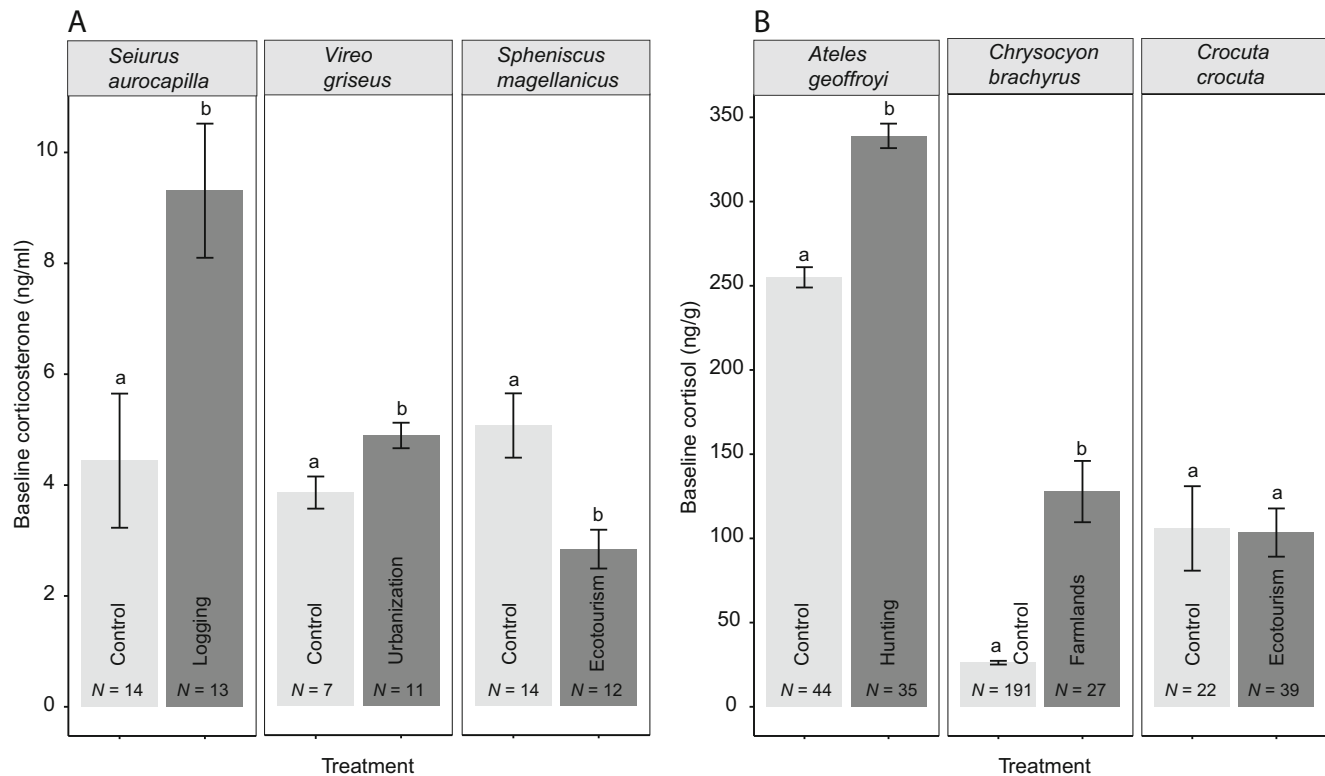 A
Seiurus
aurocapilla
Vireo
griseus
Spheniscus
magellanicus
Baseline corticosterone (ng/ml)
10
8
6
4
2
0
a
b
a
b
a
b
Control
Logging
Control
Urbanization
Control
Ecotourism
N = 14
N = 13
N = 7
N = 11
N = 14
N = 12
Treatment
B
Ateles
geoffroyi
Chrysocyon
brachyrus
Crocuta
crocuta
Baseline cortisol (ng/g)
350
300
250
200
150
100
50
0
a
b
a
b
a
a
Control
Hunting
Control
Farmlands
Control
Ecotourism
N = 44
N = 35
N = 191
N = 27
N = 22
N = 39
Treatment